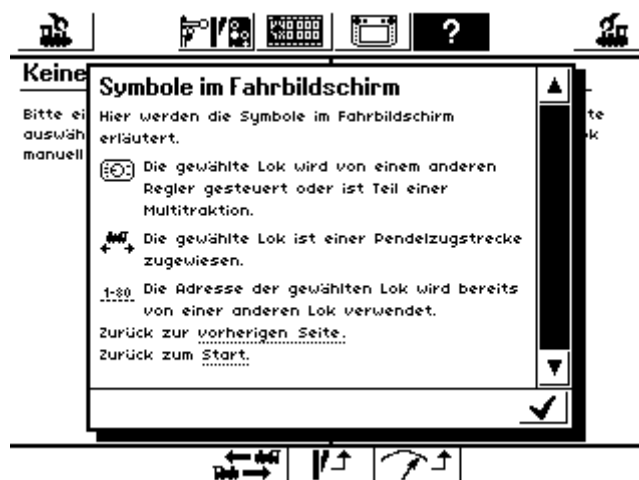 ?
Keine
Symbole im Fahrbildschirm
Bitte ei
te
Hier werden die Symbole im Fahrbildschirm
auswäh
k
erläutert.
manuell
Die gewählte Lok wird von einem anderen
Regler gesteuert oder ist Teil einer
Multitraktion.
Die gewählte Lok ist einer Pendelzugstrecke
zugewiesen.
1-80 Die Adresse der gewählten Lok wird bereits
von einer anderen Lok verwendet.
Zurück zur vorherigen Seite.
Zurück zum Start.